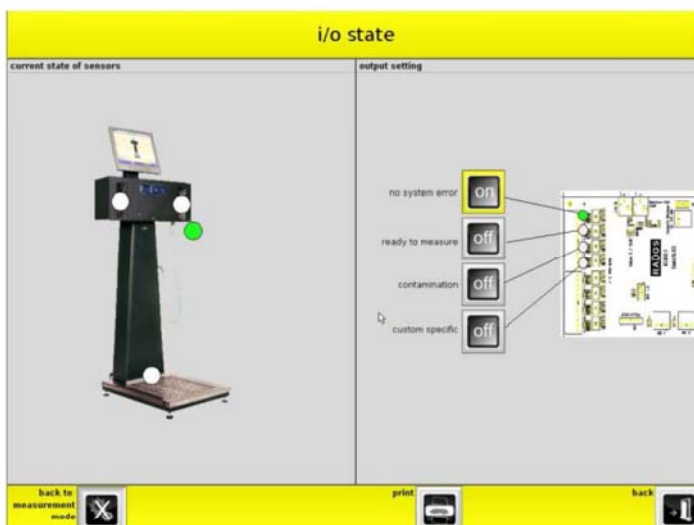 i/o state
current state of sensors
output setting
no system error
on
ready to measure
off
contamination
off
custom specific
off
RADOS
back to
measurement
mode
print
back